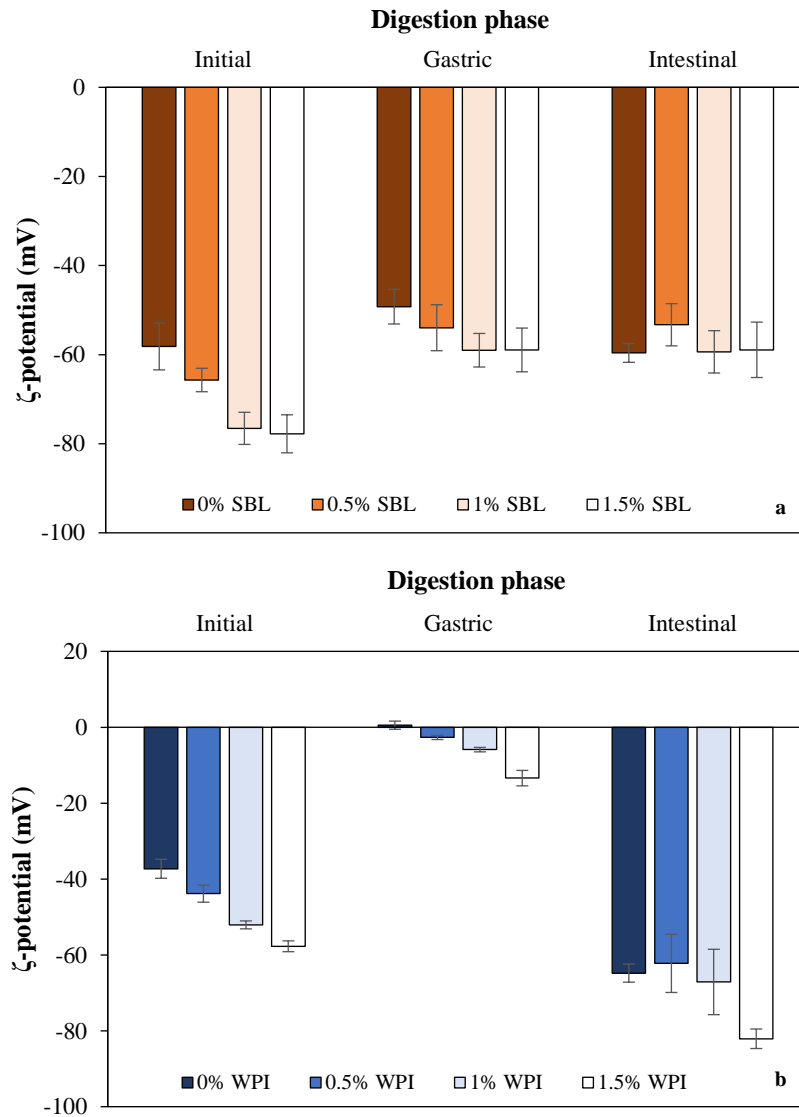 Digestion phase
Initial Gastric Intestinal
0
-20
-40
-60
-80
-100
ζ-potential (mV)
0% SBL 0.5% SBL 1% SBL 1.5% SBL
a
Digestion phase
Initial Gastric Intestinal
20
0
-20
-40
-60
-80
-100
ζ-potential (mV)
0% WPI 0.5% WPI 1% WPI 1.5% WPI
b